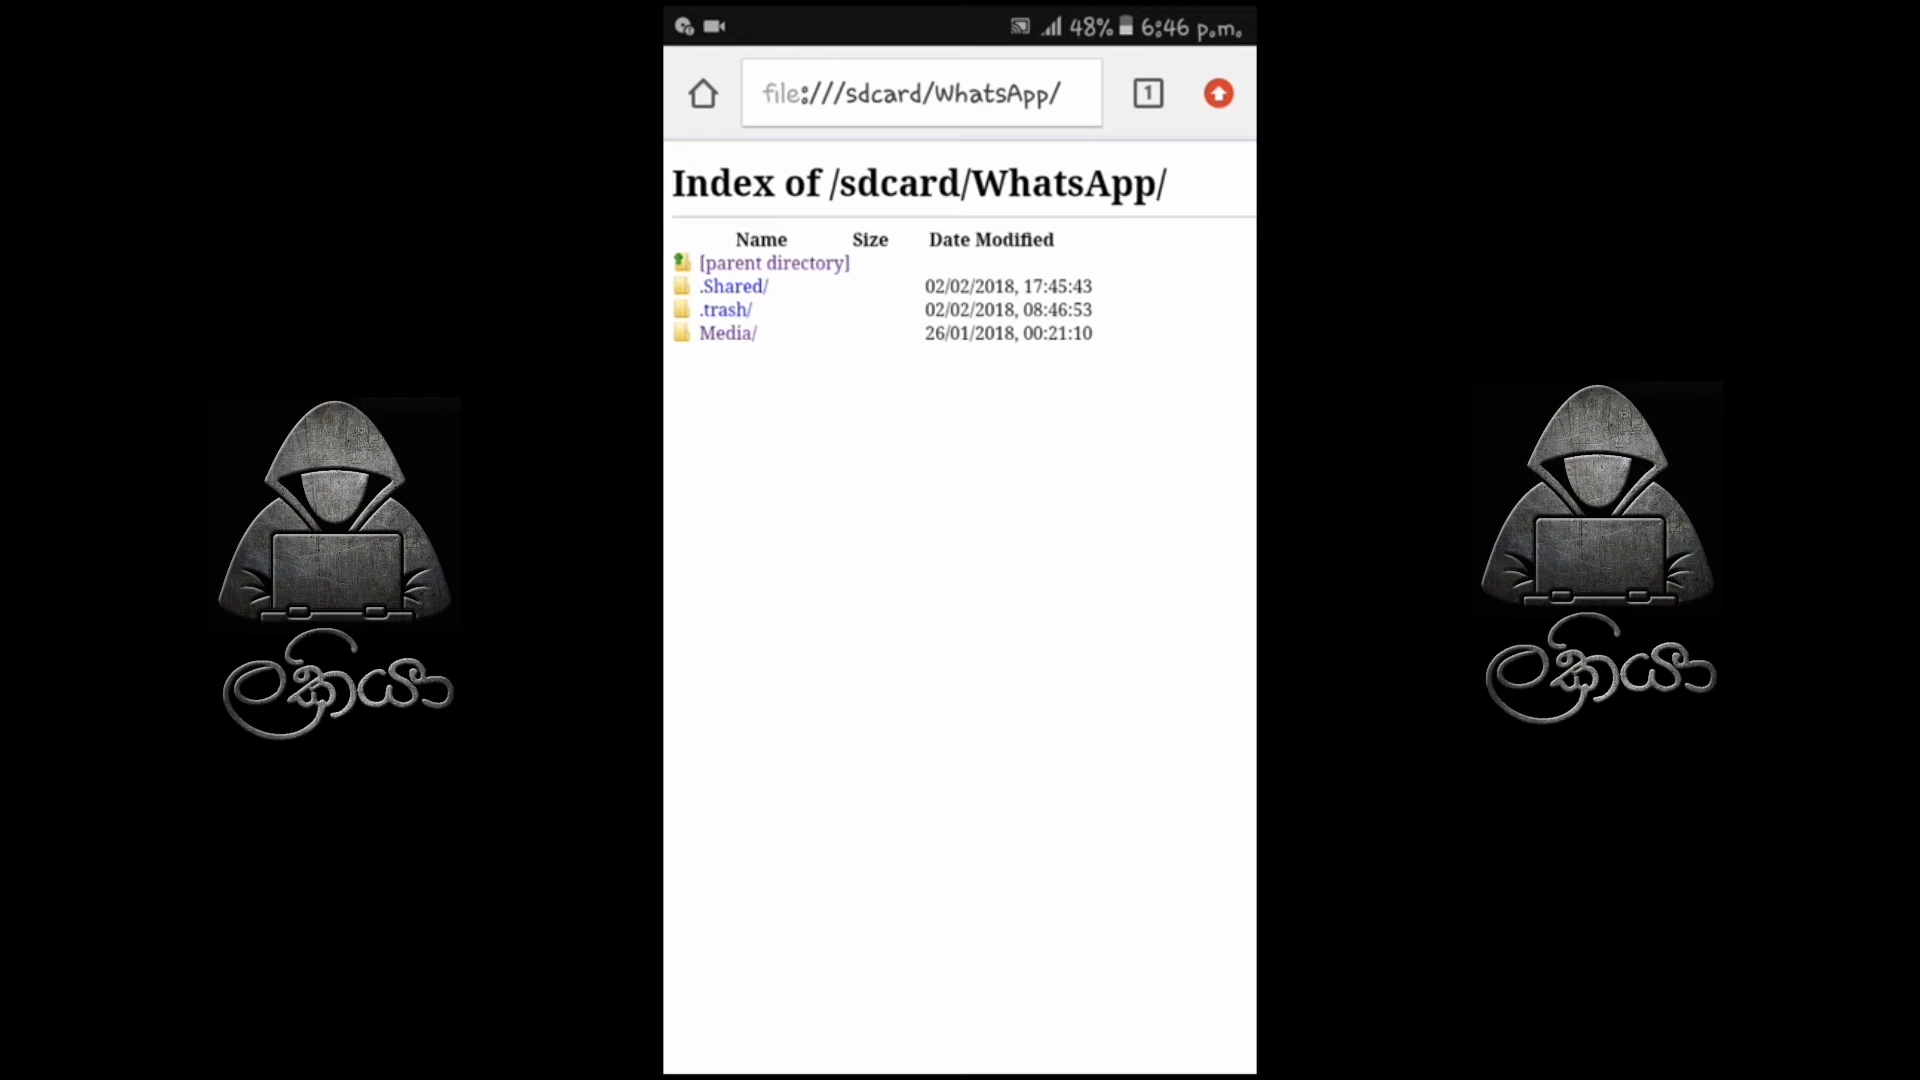 48% 6:46 p.m.
file:///sdcard/WhatsApp/
1
Index of /sdcard/WhatsApp/
Name Size Date Modified
[parent directory]
.Shared/ 02/02/2018, 17:45:43
.trash/ 02/02/2018, 08:46:53
Media/ 26/01/2018, 00:21:10